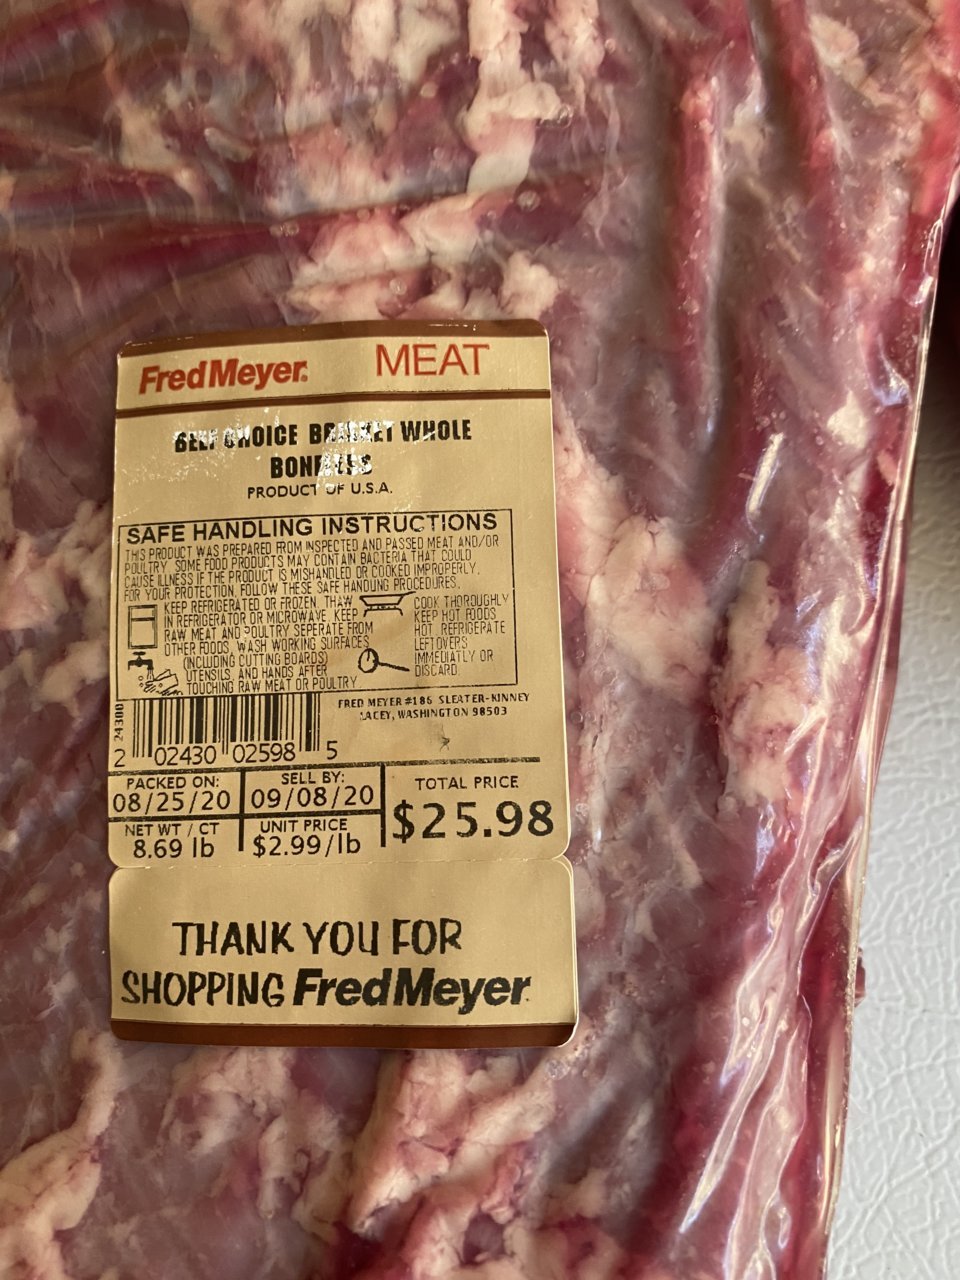 FredMeyer.
MEAT
BEEF CHOICE BRISKET WHOLE
BONELESS
PRODUCT OF U.S.A.
SAFE HANDLING INSTRUCTIONS
THIS PRODUCT WAS PREPARED FROM INSPECTED AND PASSED MEAT AND/OR
POULTRY. SOME FOOD PRODUCTS MAY CONTAIN BACTERIA THAT COULD
CAUSE ILLNESS IF THE PRODUCT IS MISHANDLED OR COOKED IMPROPERLY.
FOR YOUR PROTECTION, FOLLOW THESE SAFE HANDLING PROCEDURES.
KEEP REFRIGERATED OR FROZEN. THAW
IN REFRIGERATOR OR MICROWAVE. KEEP
RAW MEAT AND POULTRY SEPERATE FROM
OTHER FOODS, WASH WORKING SURFACES
(INCLUDING CUTTING BOARDS)
UTENSILS, AND HANDS AFTER
TOUCHING RAW MEAT OR POULTRY
COOK THOROUGHLY
KEEP HOT FOODS
HOT REFRIGERATE
LEFTOVERS
IMMEDIATLY OR
DISCARD.
FRED MEYER #186 SLEATER-KINNEY
LACEY, WASHINGTON 98503
24300
2 02430 02598 5
PACKED ON:
08/25/20
SELL BY:
09/08/20
TOTAL PRICE
$25.98
NET WT / CT
8.69 lb
UNIT PRICE
$2.99/lb
THANK YOU FOR
SHOPPING FredMeyer.